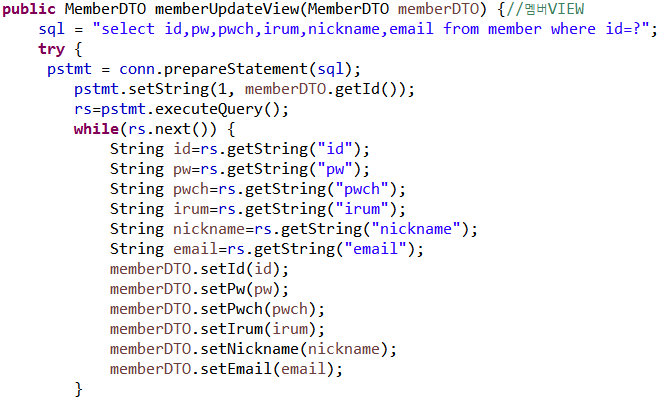 public MemberDTO memberUpdateView(MemberDTO memberDTO) {//멤버VIEW
sql = "select id,pw,pwch,irum,nickname,email from member where id=?";
try {
pstmt = conn.prepareStatement(sql);
pstmt.setString(1, memberDTO.getId());
rs=pstmt.executeQuery();
while(rs.next()) {
String id=rs.getString("id");
String pw=rs.getString("pw");
String pwch=rs.getString("pwch");
String irum=rs.getString("irum");
String nickname=rs.getString("nickname");
String email=rs.getString("email");
memberDTO.setId(id);
memberDTO.setPw(pw);
memberDTO.setPwch(pwch);
memberDTO.setIrum(irum);
memberDTO.setNickname(nickname);
memberDTO.setEmail(email);
}